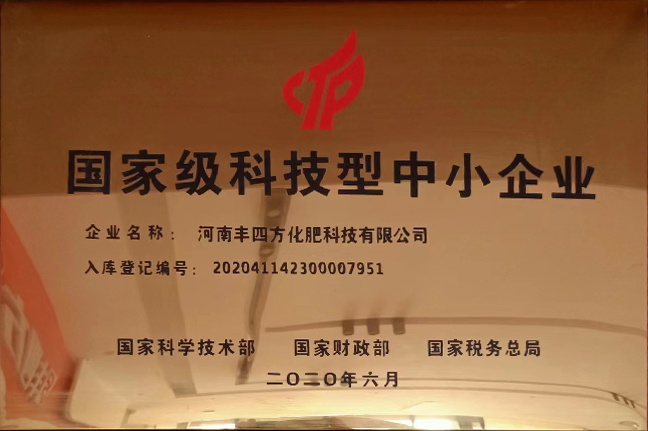 国家级科技型中小企业
企业名称：河南丰四方化肥科技有限公司
入库登记编号：202041142300007951
国家科学技术部 国家财政部 国家税务总局
二〇二〇年六月